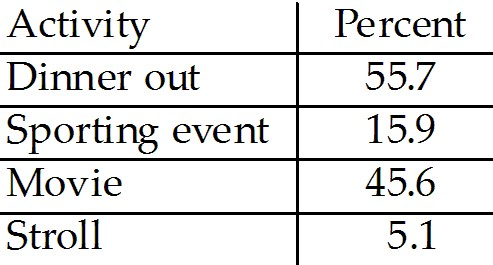 Activity Percent
Dinner out 55.7
Sporting event 15.9
Movie 45.6
Stroll 5.1